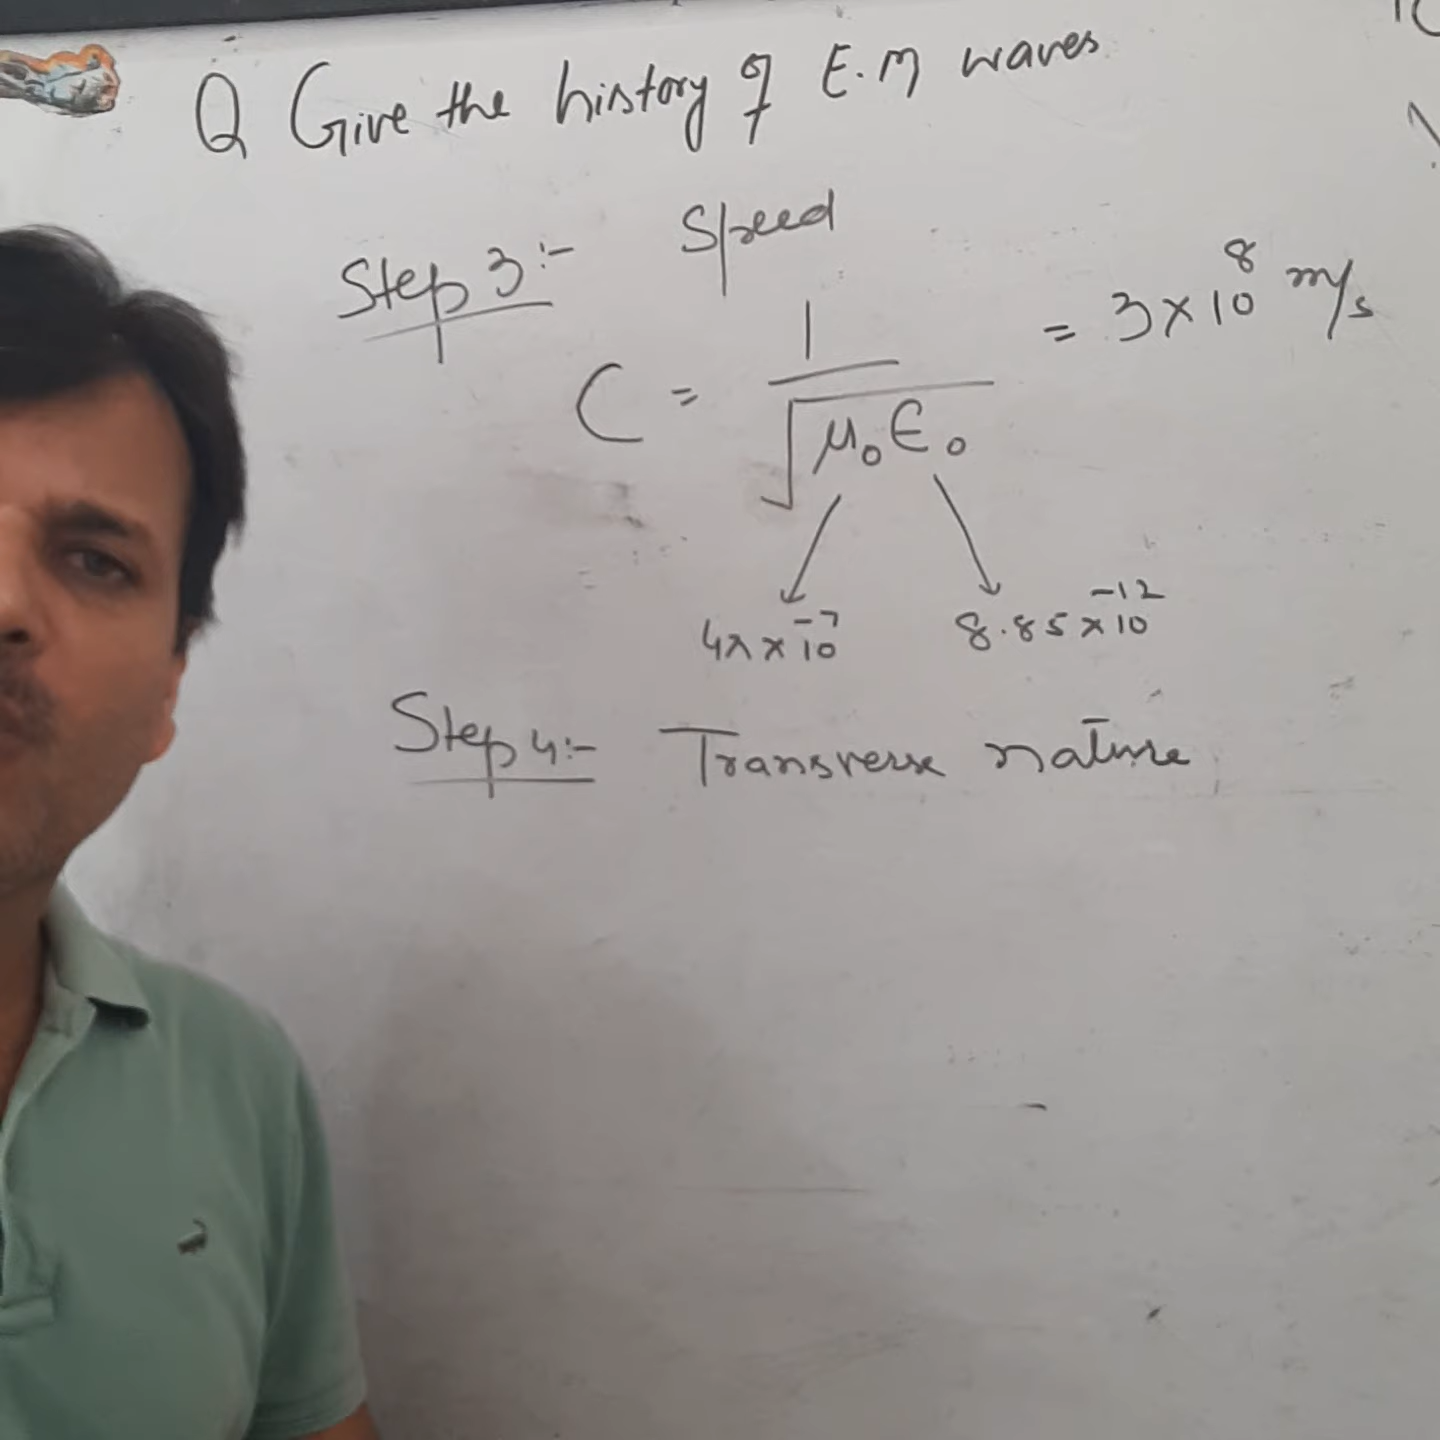 Q Give the history of E.M waves
Step 3:- Speed
C = 1/√μ₀ε₀ = 3×10⁸ m/s
4π×10⁻⁷ 8.85×10⁻¹²
Step 4:- Transverse nature